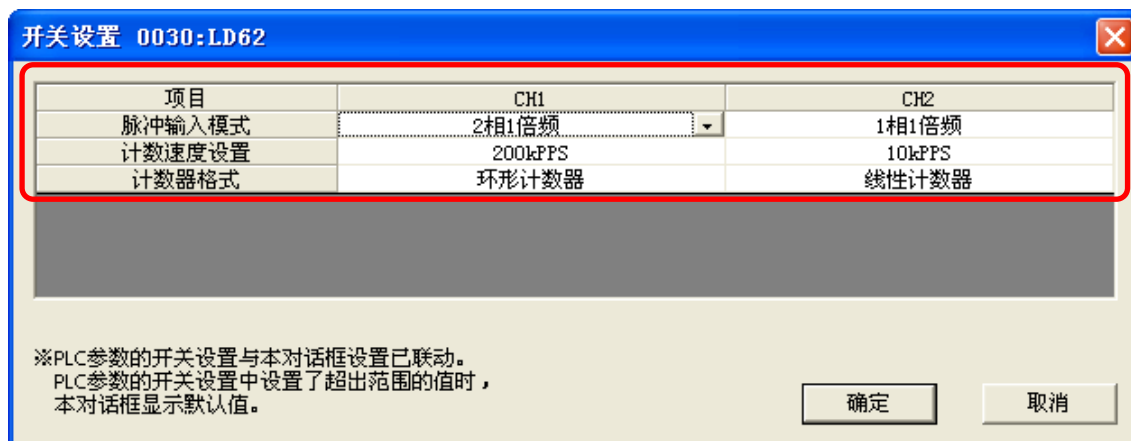 开关设置 0030:LD62
项目 CH1 CH2
脉冲输入模式 2相1倍频 1相1倍频
计数速度设置 200kPPS 10kPPS
计数器格式 环形计数器 线性计数器
※PLC参数的开关设置与本对话框设置已联动。
PLC参数的开关设置中设置了超出范围的值时，
本对话框显示默认值。
确定 取消